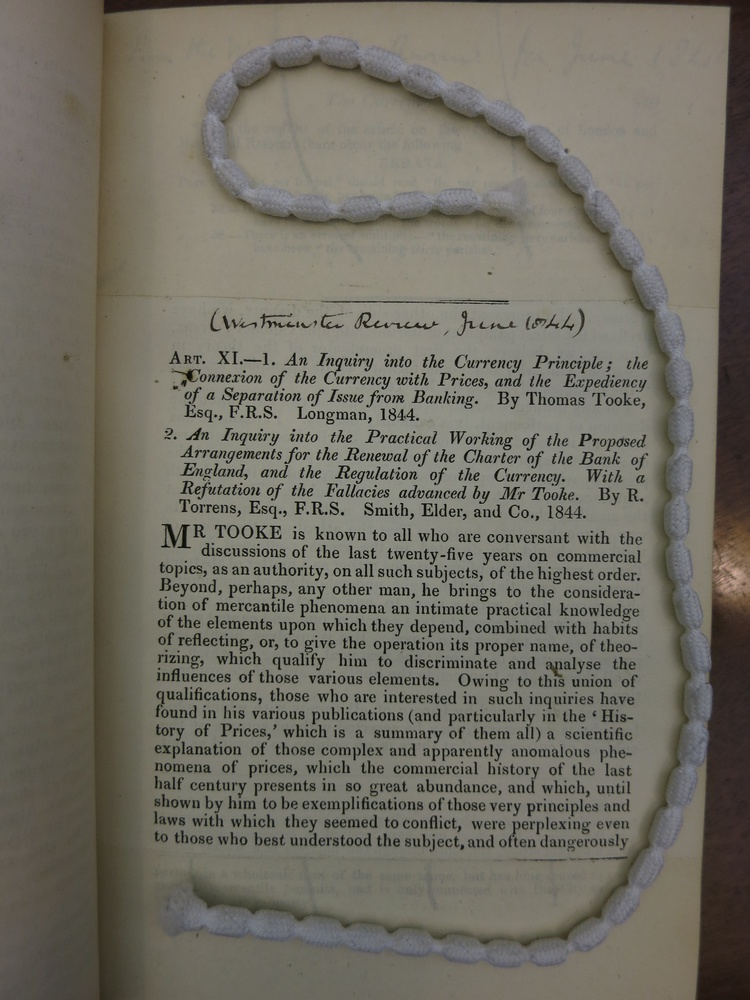 (Westminster Review, June 1844)
ART. XI.—1. An Inquiry into the Currency Principle; the
Connexion of the Currency with Prices, and the Expediency
of a Separation of Issue from Banking. By Thomas Tooke,
Esq., F.R.S. Longman, 1844.
2. An Inquiry into the Practical Working of the Proposed
Arrangements for the Renewal of the Charter of the Bank of
England, and the Regulation of the Currency. With a
Refutation of the Fallacies advanced by Mr Tooke. By R.
Torrens, Esq., F.R.S. Smith, Elder, and Co., 1844.
MR TOOKE is known to all who are conversant with the
discussions of the last twenty-five years on commercial
topics, as an authority, on all such subjects, of the highest order.
Beyond, perhaps, any other man, he brings to the considera-
tion of mercantile phenomena an intimate practical knowledge
of the elements upon which they depend, combined with habits
of reflecting, or, to give the operation its proper name, of theo-
rizing, which qualify him to discriminate and analyse the
influences of those various elements. Owing to this union of
qualifications, those who are interested in such inquiries have
found in his various publications (and particularly in the ‘ His-
tory of Prices,’ which is a summary of them all) a scientific
explanation of those complex and apparently anomalous phe-
nomena of prices, which the commercial history of the last
half century presents in so great abundance, and which, until
shown by him to be exemplifications of those very principles and
laws with which they seemed to conflict, were perplexing even
to those who best understood the subject, and often dangerously